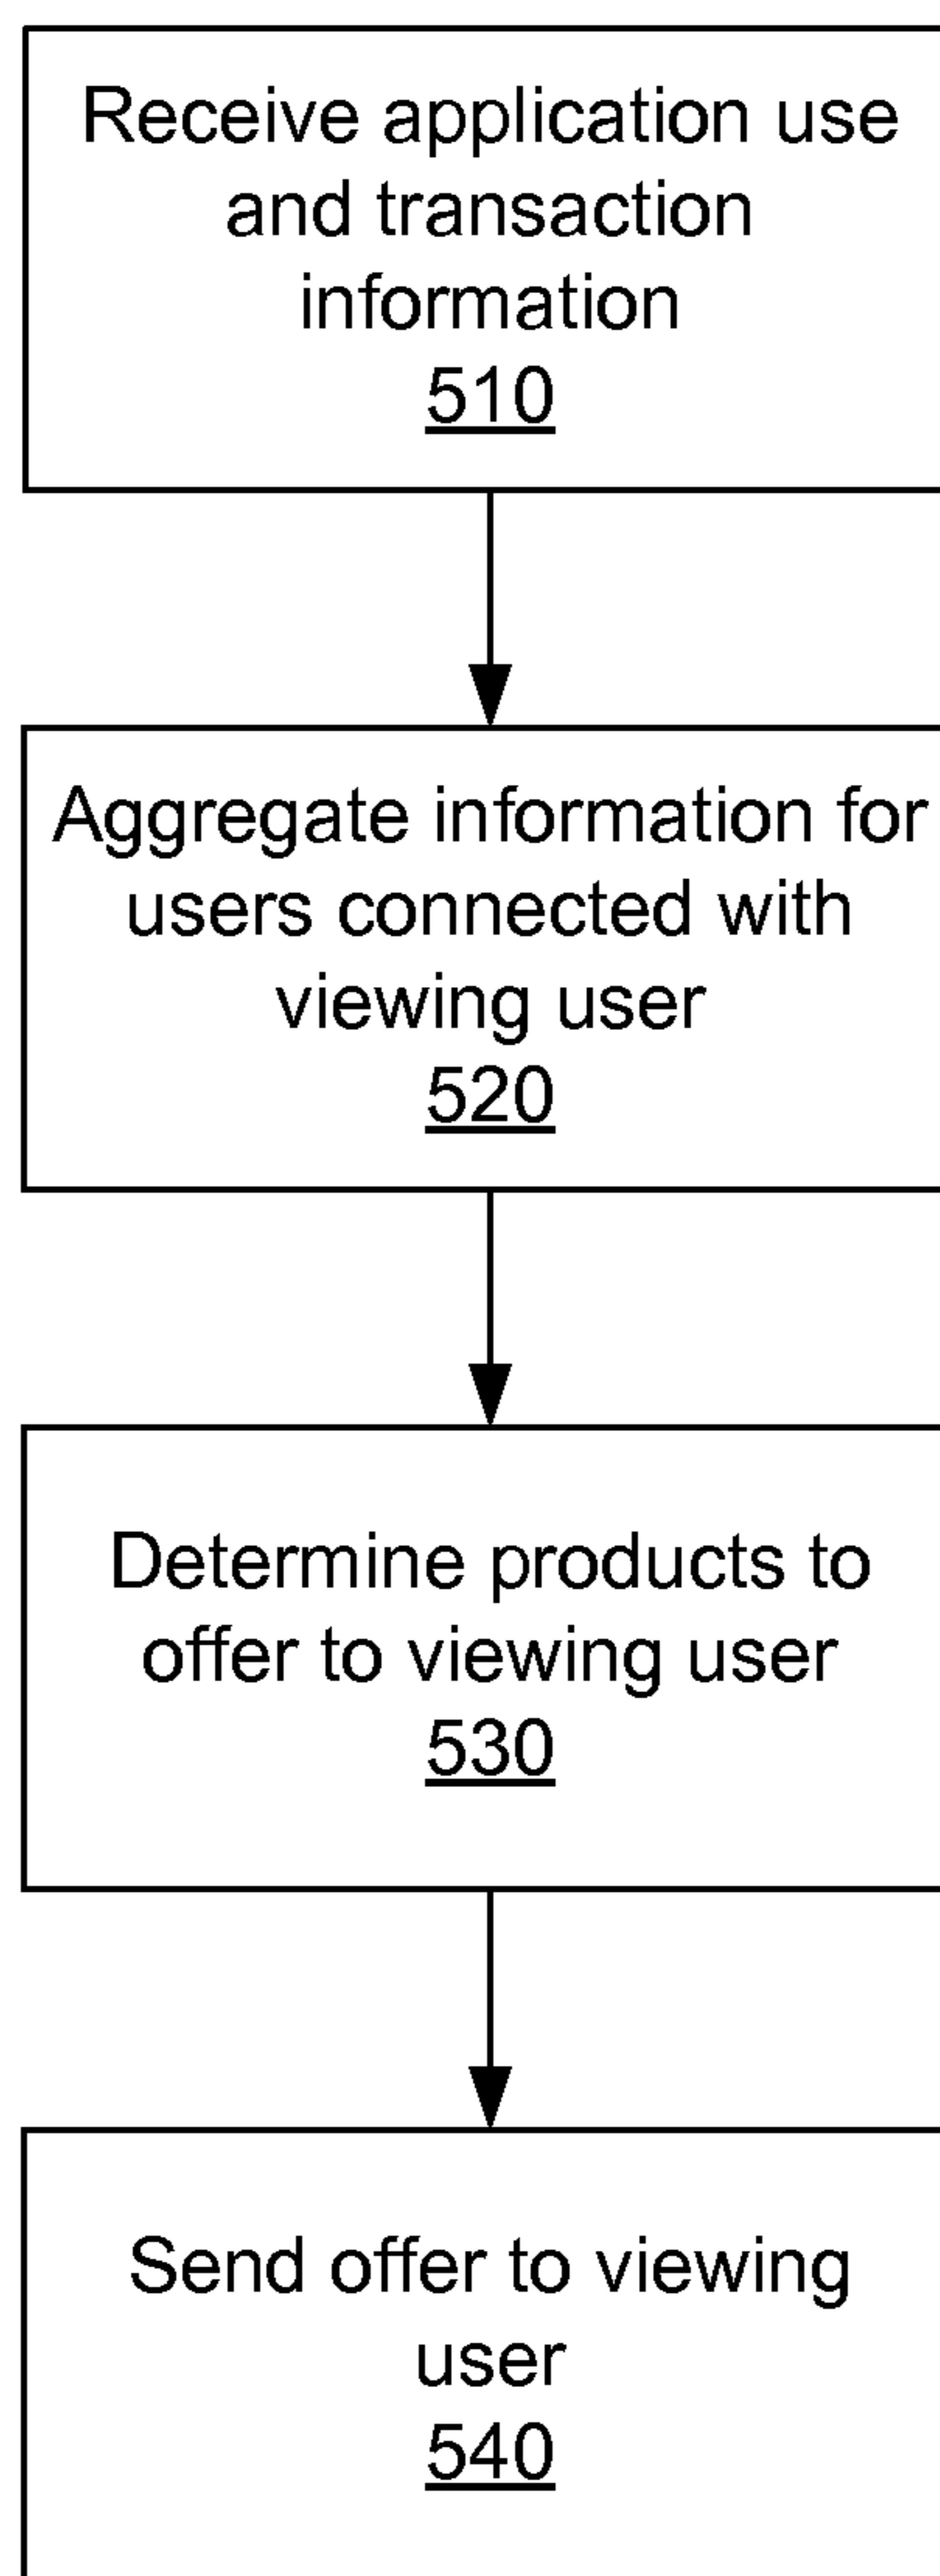 Receive application use
and transaction
information
510
Aggregate information for
users connected with
viewing user
520
Determine products to
offer to viewing user
530
Send offer to viewing
user
540